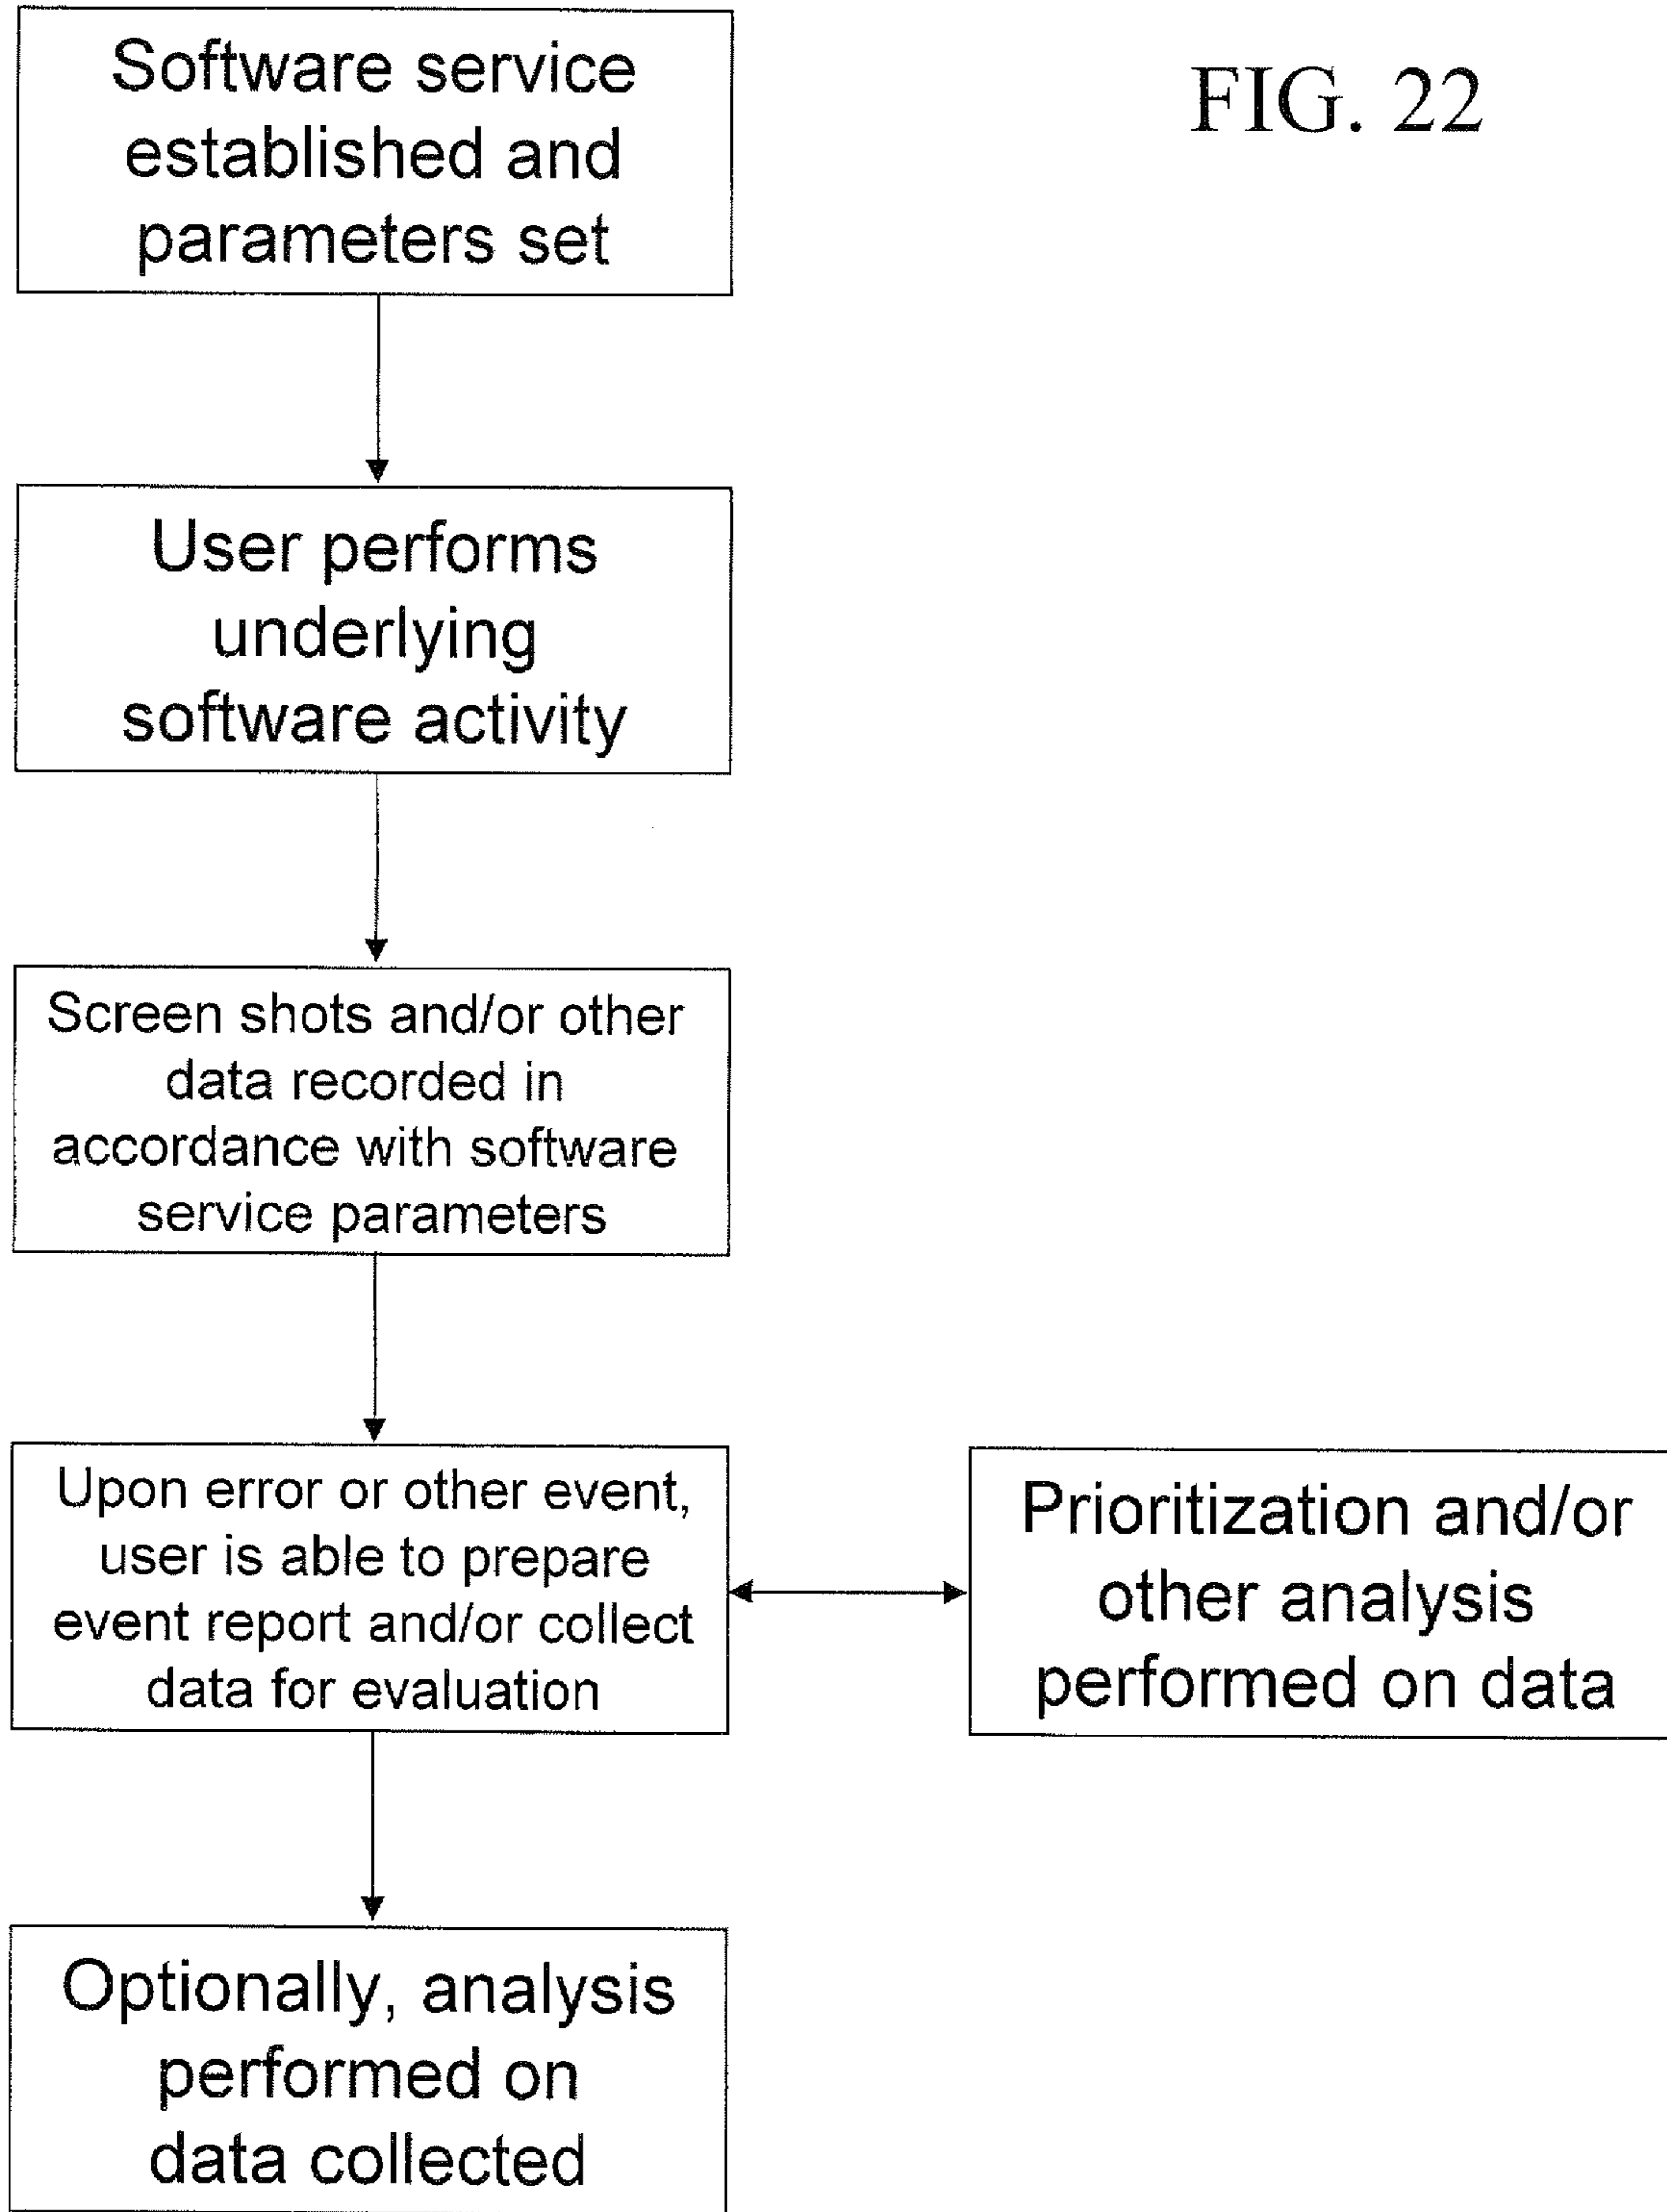 FIG. 22
Software service
established and
parameters set
User performs
underlying
software activity
Screen shots and/or other
data recorded in
accordance with software
service parameters
Upon error or other event,
user is able to prepare
event report and/or collect
data for evaluation
Prioritization and/or
other analysis
performed on data
Optionally, analysis
performed on
data collected